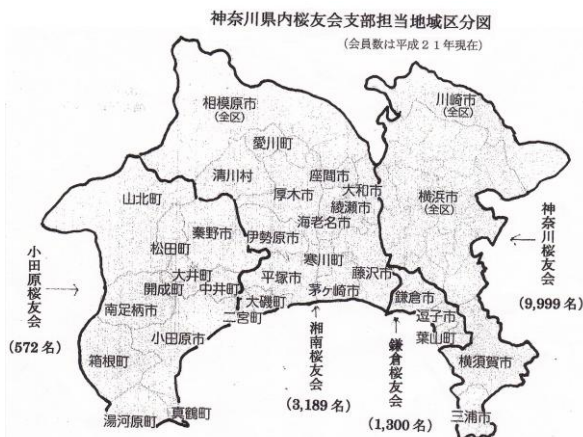 神奈川県内桜友会支部担当地域区分図
(会員数は平成21年現在)
川崎市
(全区)
相模原市
(全区)
愛川町
清川村
座間市
厚木市
大和市
綾瀬市
海老名市
横浜市
(全区)
山北町
秦野市
伊勢原市
松田町
寒川町
大井町
藤沢市
平塚市
開成町
中井町
茅ヶ崎市
鎌倉市
大磯町
南足柄市
二宮町
逗子市
葉山町
小田原市
箱根町
横須賀市
真鶴町
湯河原町
三浦市
小田原桜友会
(572名)
湘南桜友会
(3,189名)
鎌倉桜友会
(1,300名)
神奈川桜友会
(9,999名)